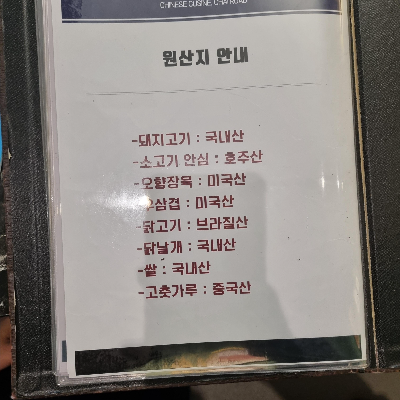 CHINESE CUISINE, CHAI ROAD
원산지 안내
-돼지고기 : 국내산
-소고기 안심 : 호주산
-오향장육 : 미국산
우삼겹 : 미국산
-닭고기 : 브라질산
-닭날개 : 국내산
-쌀 : 국내산
-고춧가루 : 중국산